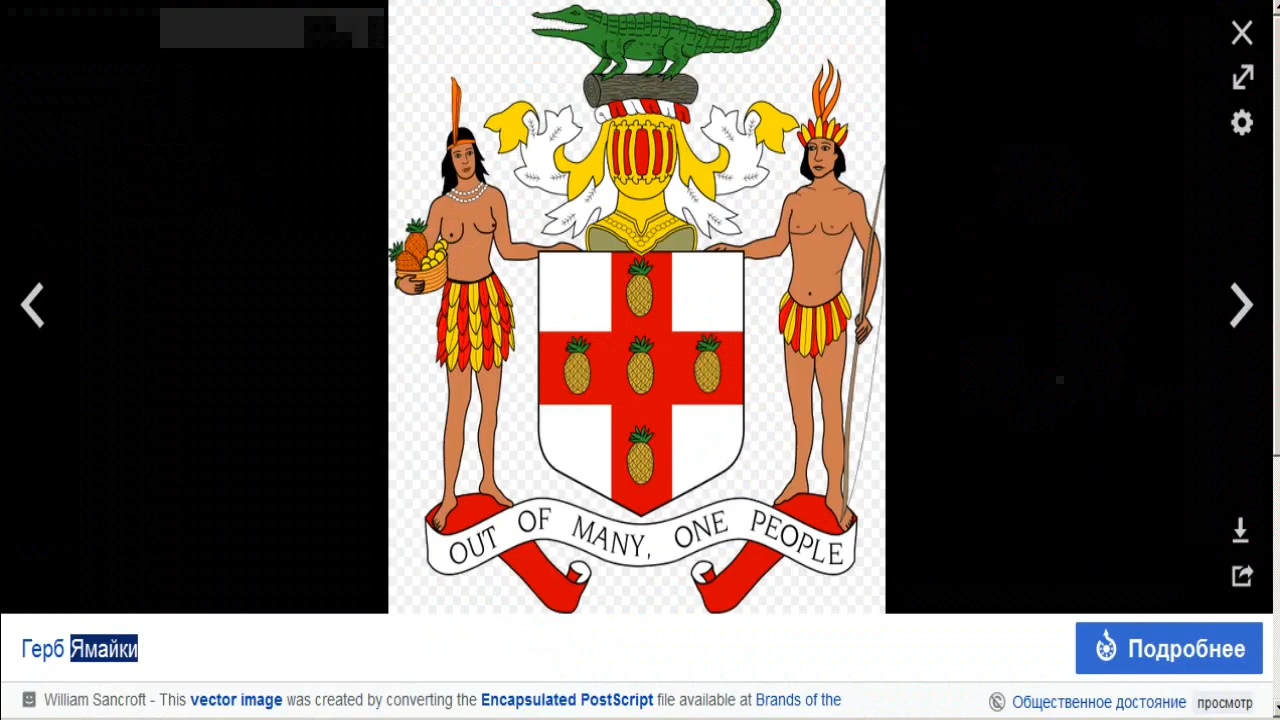 OUT OF MANY, ONE PEOPLE
Герб Ямайки
Подробнее
William Sancroft - This vector image was created by converting the Encapsulated PostScript file available at Brands of the
Общественное достояние просмотр